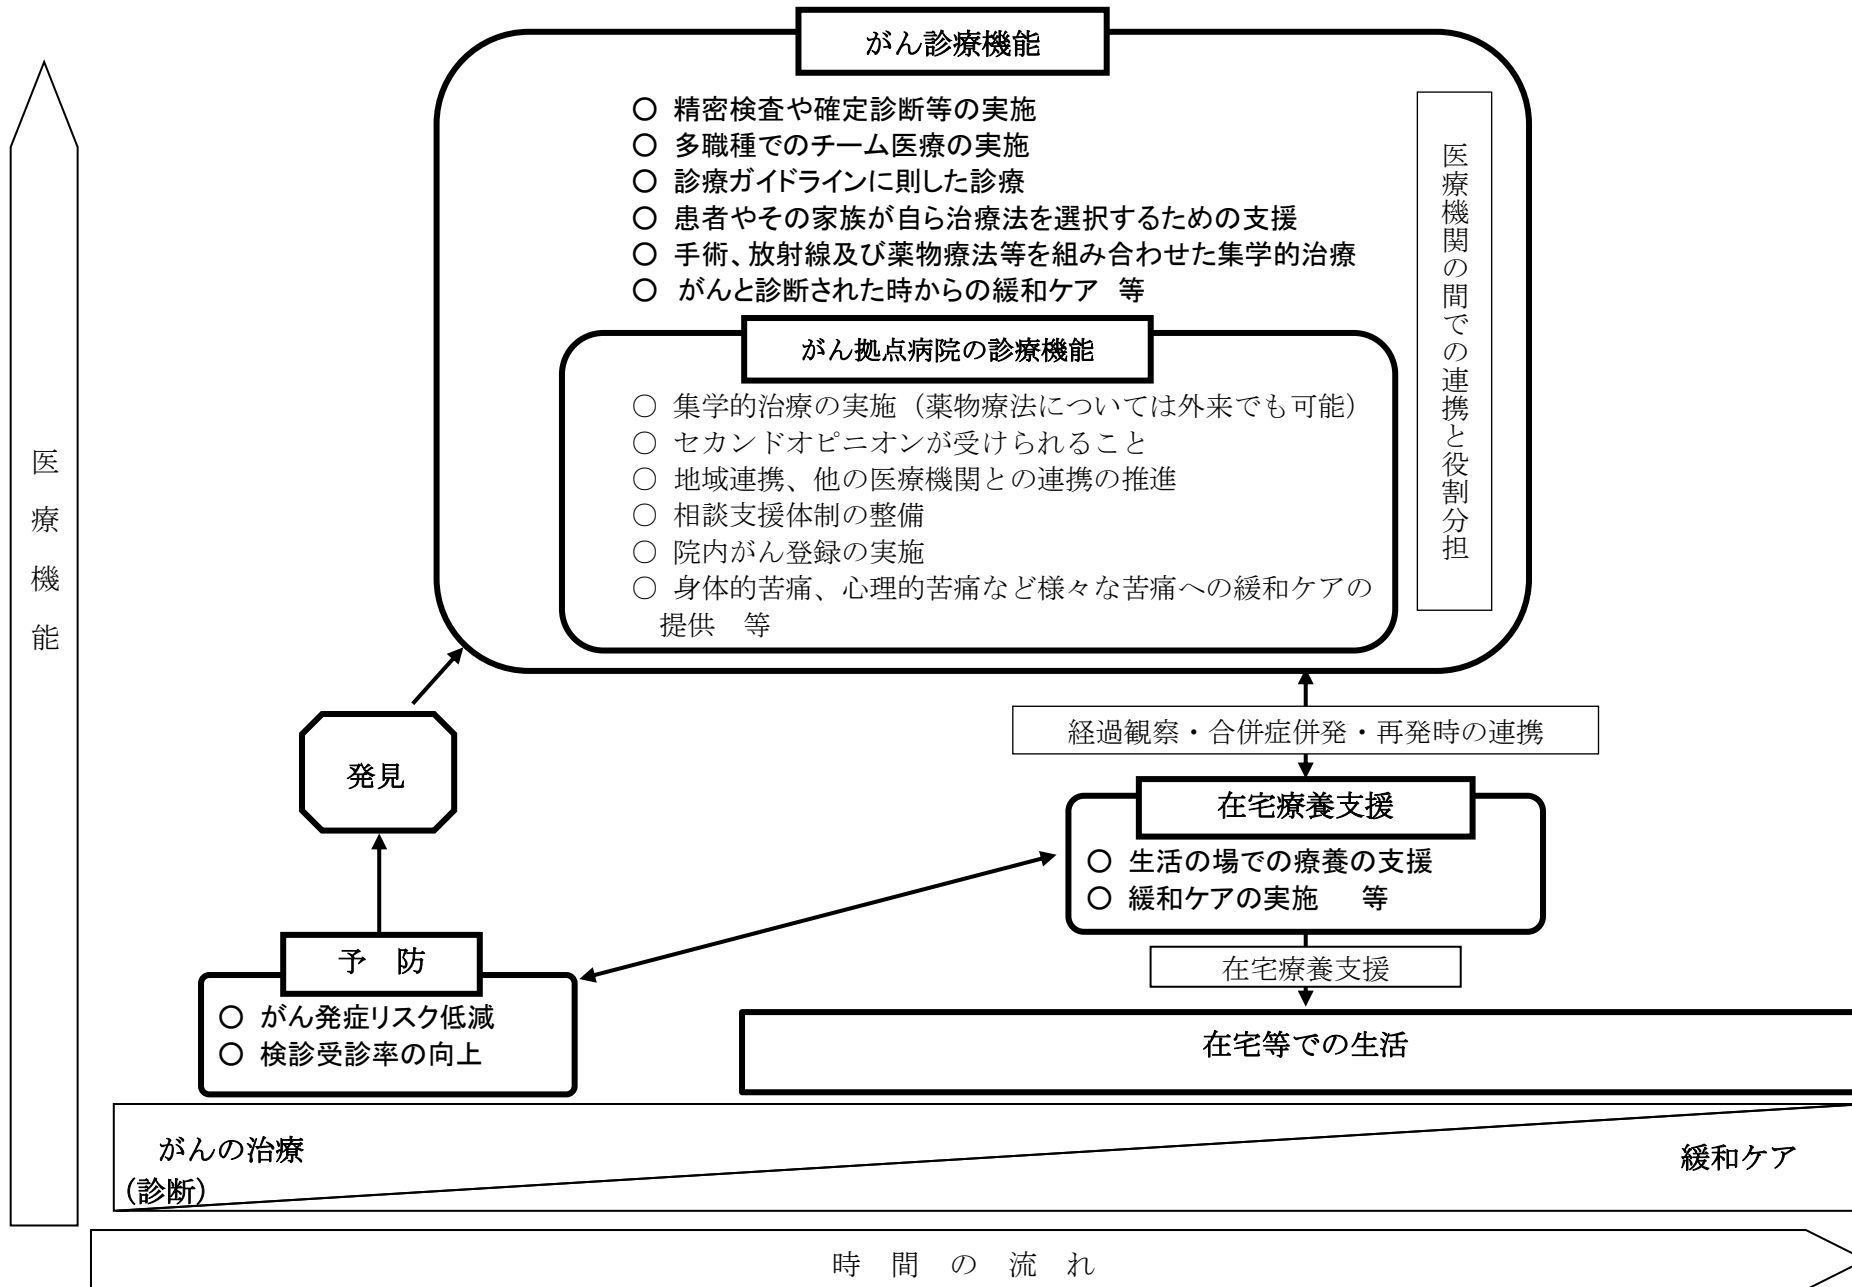 がん診療機能
○ 精密検査や確定診断等の実施
○ 多職種でのチーム医療の実施
○ 診療ガイドラインに則した診療
○ 患者やその家族が自ら治療法を選択するための支援
○ 手術、放射線及び薬物療法等を組み合わせた集学的治療
○ がんと診断された時からの緩和ケア 等
医療機関の間での連携と役割分担
がん拠点病院の診療機能
○ 集学的治療の実施（薬物療法については外来でも可能）
○ セカンドオピニオンが受けられること
○ 地域連携、他の医療機関との連携の推進
○ 相談支援体制の整備
○ 院内がん登録の実施
○ 身体的苦痛、心理的苦痛など様々な苦痛への緩和ケアの
提供　等
医療機能
発見
経過観察・合併症併発・再発時の連携
在宅療養支援
○ 生活の場での療養の支援
○ 緩和ケアの実施　等
予　防
○ がん発症リスク低減
○ 検診受診率の向上
在宅療養支援
在宅等での生活
がんの治療
（診断）
緩和ケア
時　間　の　流　れ